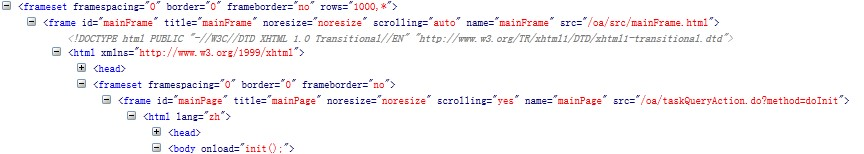 <frameset framespacing="0" border="0" frameborder="no" rows="1000,*">
<frame id="mainFrame" title="mainFrame" noresize="noresize" scrolling="auto" name="mainFrame" src="/oa/src/mainFrame.html">
<!DOCTYPE html PUBLIC "-//W3C//DTD XHTML 1.0 Transitional//EN" "http://www.w3.org/TR/xhtml1/DTD/xhtml1-transitional.dtd">
<html xmlns="http://www.w3.org/1999/xhtml">
<head>
<frameset framespacing="0" border="0" frameborder="no">
<frame id="mainPage" title="mainPage" noresize="noresize" scrolling="yes" name="mainPage" src="/oa/taskQueryAction.do?method=doInit">
<html lang="zh">
<head>
<body onload="init();">